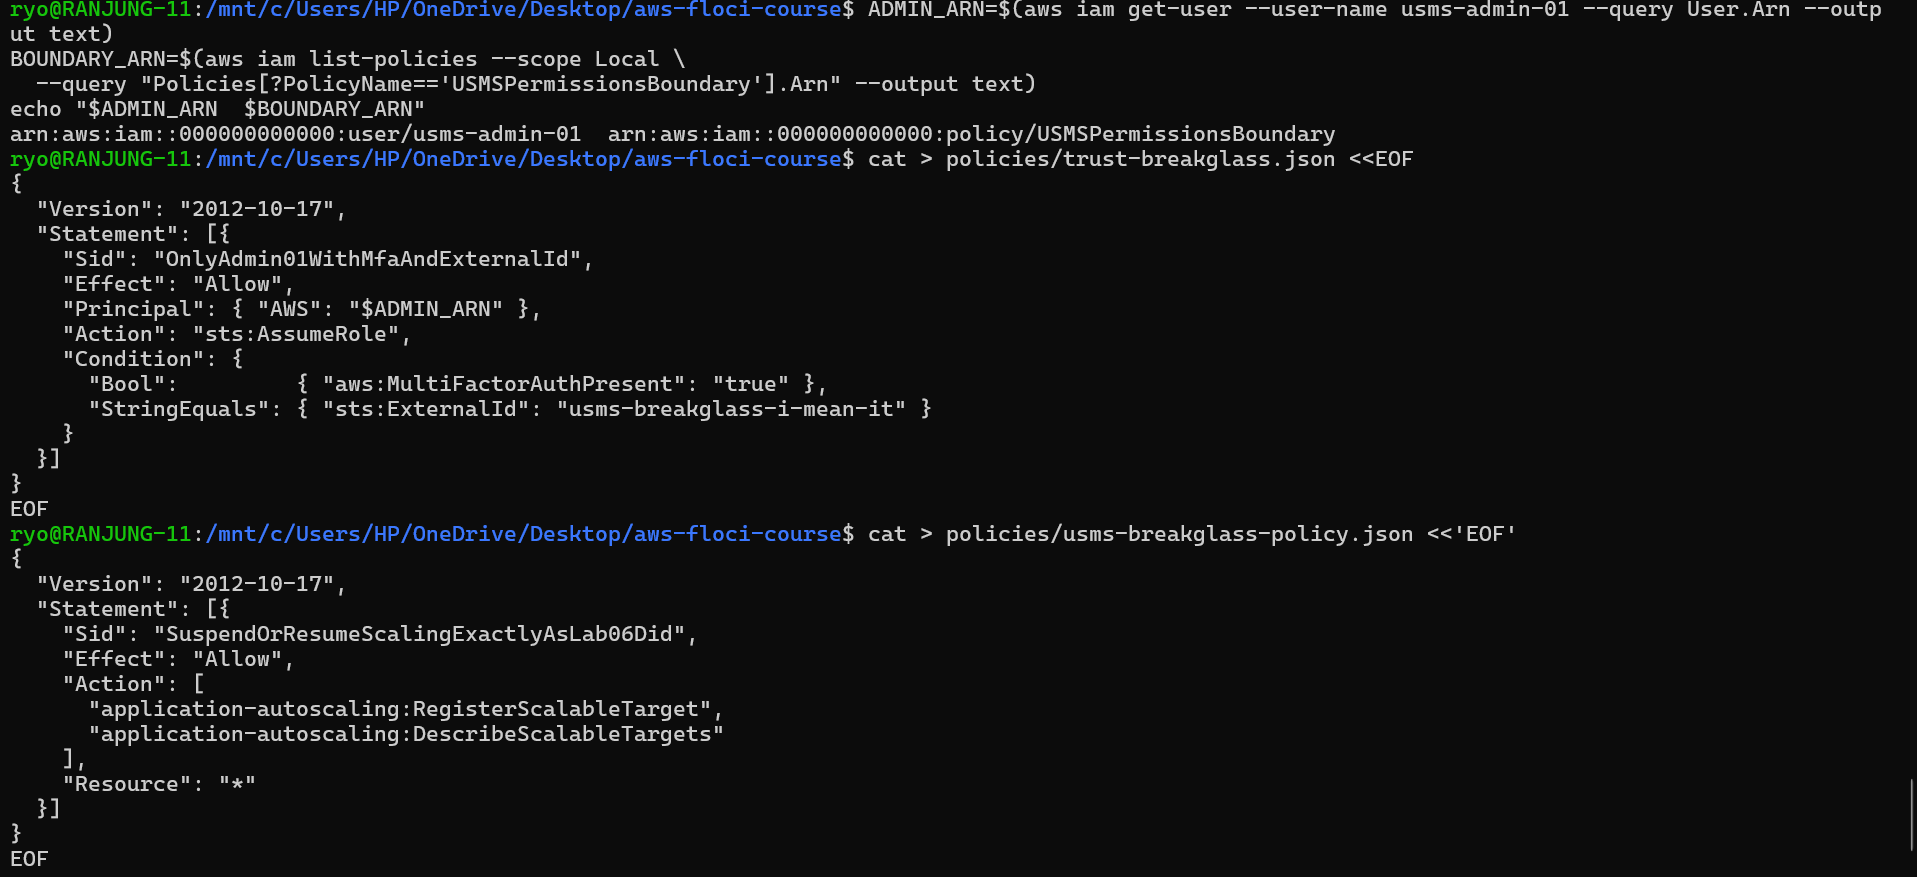 ryo@RANJUNG-11:/mnt/c/Users/HP/OneDrive/Desktop/aws-floci-course$ ADMIN_ARN=$(aws iam get-user --user-name usms-admin-01 --query User.Arn --outp
ut text)
BOUNDARY_ARN=$(aws iam list-policies --scope Local \
  --query "Policies[?PolicyName=='USMSPermissionsBoundary'].Arn" --output text)
echo "$ADMIN_ARN  $BOUNDARY_ARN"
arn:aws:iam::000000000000:user/usms-admin-01  arn:aws:iam::000000000000:policy/USMSPermissionsBoundary
ryo@RANJUNG-11:/mnt/c/Users/HP/OneDrive/Desktop/aws-floci-course$ cat > policies/trust-breakglass.json <<EOF
{
  "Version": "2012-10-17",
  "Statement": [{
    "Sid": "OnlyAdmin01WithMfaAndExternalId",
    "Effect": "Allow",
    "Principal": { "AWS": "$ADMIN_ARN" },
    "Action": "sts:AssumeRole",
    "Condition": {
      "Bool":         { "aws:MultiFactorAuthPresent": "true" },
      "StringEquals": { "sts:ExternalId": "usms-breakglass-i-mean-it" }
    }
  }]
}
EOF
ryo@RANJUNG-11:/mnt/c/Users/HP/OneDrive/Desktop/aws-floci-course$ cat > policies/usms-breakglass-policy.json <<'EOF'
{
  "Version": "2012-10-17",
  "Statement": [{
    "Sid": "SuspendOrResumeScalingExactlyAsLab06Did",
    "Effect": "Allow",
    "Action": [
      "application-autoscaling:RegisterScalableTarget",
      "application-autoscaling:DescribeScalableTargets"
    ],
    "Resource": "*"
  }]
}
EOF